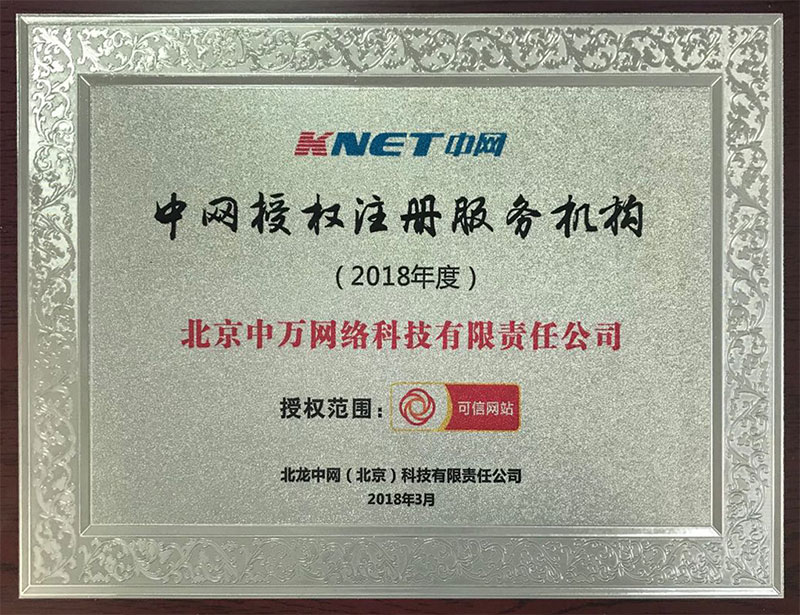 KNET中网
中网授权注册服务机构
（2018年度）
北京中万网络科技有限责任公司
授权范围：可信网站
北龙中网（北京）科技有限责任公司
2018年3月